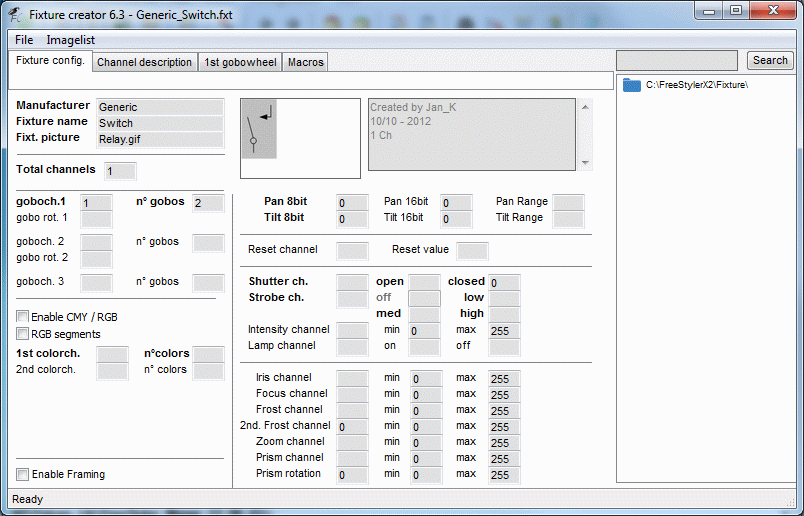 Fixture creator 6.3 - Generic_Switch.fxt
File Imagelist
Fixture config. Channel description 1st gobowheel Macros
Search
C:\FreeStylerX2\Fixture\
Manufacturer Generic
Fixture name Switch
Fixt. picture Relay.gif
Created by Jan_K
10/10 - 2012
1 Ch
Total channels 1
goboch.1 1 n° gobos 2
gobo rot. 1
goboch. 2 n° gobos
gobo rot. 2
goboch. 3 n° gobos
Enable CMY / RGB
RGB segments
1st colorch. n°colors
2nd colorch. n° colors
Enable Framing
Pan 8bit 0 Pan 16bit 0 Pan Range
Tilt 8bit 0 Tilt 16bit 0 Tilt Range
Reset channel Reset value
Shutter ch. open closed 0
Strobe ch. off low
med high
Intensity channel min 0 max 255
Lamp channel on off
Iris channel min 0 max 255
Focus channel min 0 max 255
Frost channel min 0 max 255
2nd. Frost channel 0 min 0 max 255
Zoom channel min 0 max 255
Prism channel min 0 max 255
Prism rotation 0 min 0 max 255
Ready